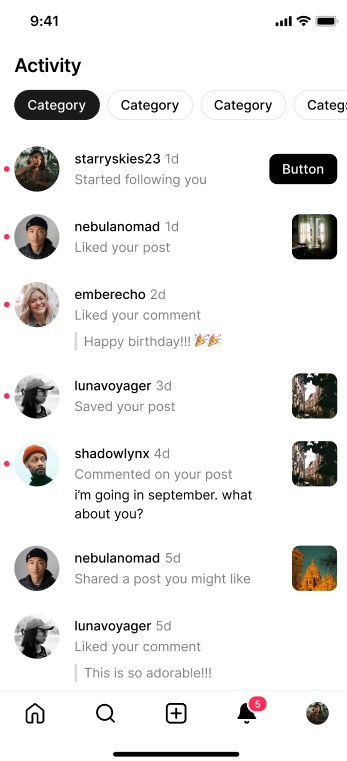 9:41
Activity
Category Category Category Categ
starryskies23 1d
Started following you
Button
nebulanomad 1d
Liked your post
emberecho 2d
Liked your comment
Happy birthday!!! 🎉🎉
lunavoyager 3d
Saved your post
shadowlynx 4d
Commented on your post
i'm going in september. what
about you?
nebulanomad 5d
Shared a post you might like
lunavoyager 5d
Liked your comment
This is so adorable!!!
5